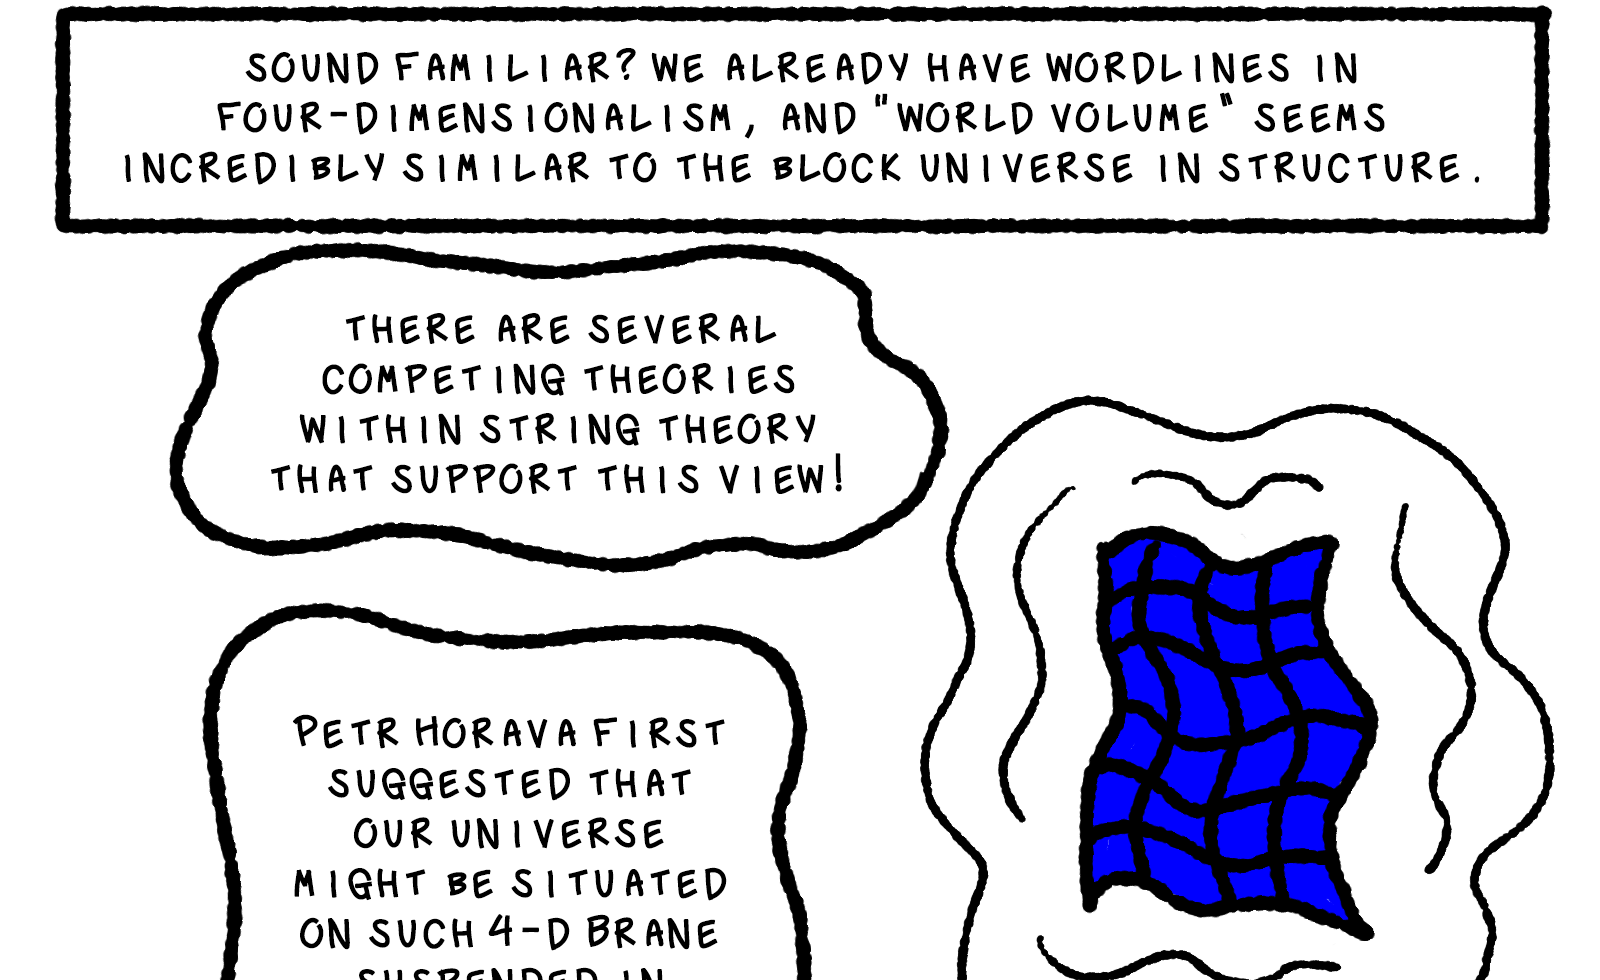 SOUND FAMILIAR? WE ALREADY HAVE WORDLINES IN
FOUR-DIMENSIONALISM, AND "WORLD VOLUME" SEEMS
INCREDIBLY SIMILAR TO THE BLOCK UNIVERSE IN STRUCTURE.
THERE ARE SEVERAL
COMPETING THEORIES
WITHIN STRING THEORY
THAT SUPPORT THIS VIEW!
PETR HORAVA FIRST
SUGGESTED THAT
OUR UNIVERSE
MIGHT BE SITUATED
ON SUCH 4-D BRANE
SUSPENDED IN